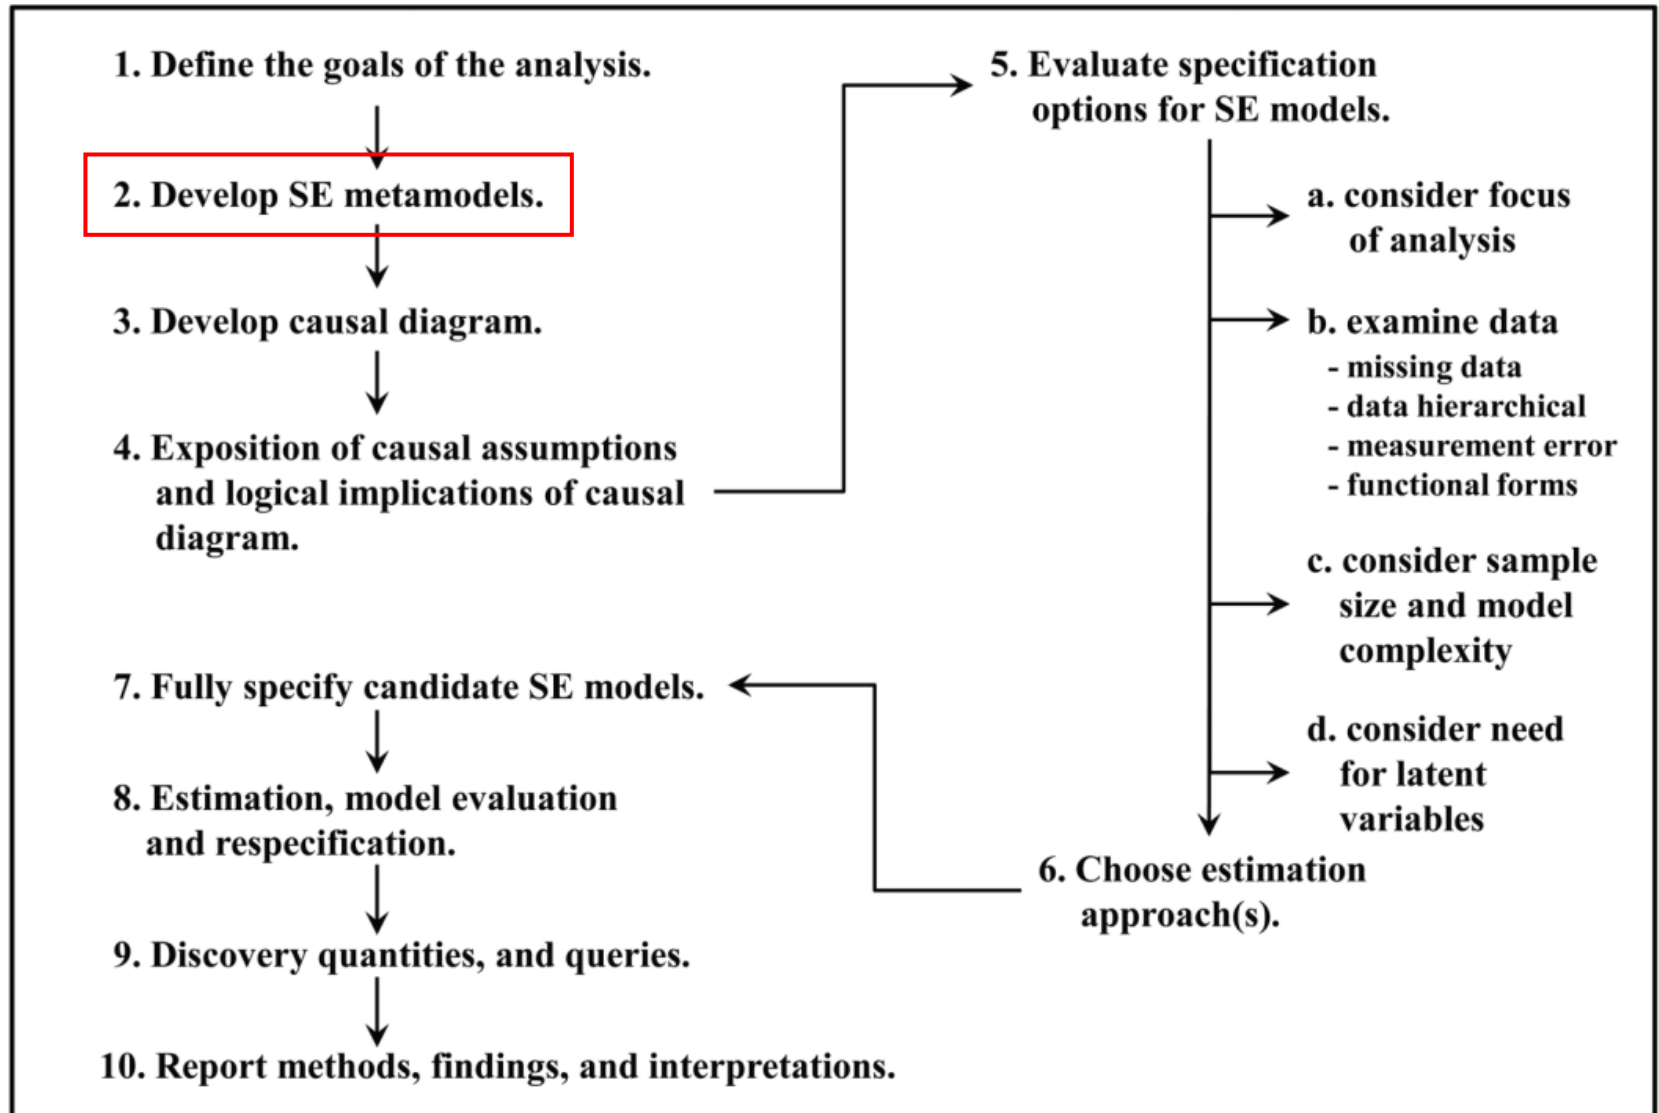 1. Define the goals of the analysis.
2. Develop SE metamodels.
3. Develop causal diagram.
4. Exposition of causal assumptions
and logical implications of causal
diagram.
5. Evaluate specification
options for SE models.
a. consider focus
of analysis
b. examine data
- missing data
- data hierarchical
- measurement error
- functional forms
c. consider sample
size and model
complexity
d. consider need
for latent
variables
6. Choose estimation
approach(s).
7. Fully specify candidate SE models.
8. Estimation, model evaluation
and respecification.
9. Discovery quantities, and queries.
10. Report methods, findings, and interpretations.